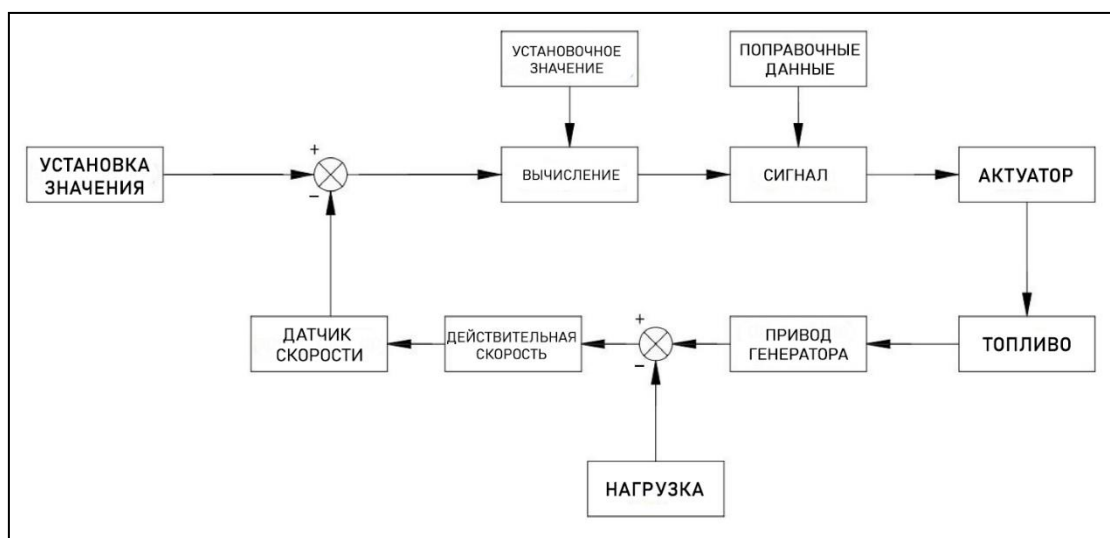 УСТАНОВОЧНОЕ
ЗНАЧЕНИЕ
ПОПРАВОЧНЫЕ
ДАННЫЕ
УСТАНОВКА
ЗНАЧЕНИЯ
+
−
ВЫЧИСЛЕНИЕ
СИГНАЛ
АКТУАТОР
ДАТЧИК
СКОРОСТИ
ДЕЙСТВИТЕЛЬНАЯ
СКОРОСТЬ
+
−
ПРИВОД
ГЕНЕРАТОРА
ТОПЛИВО
НАГРУЗКА